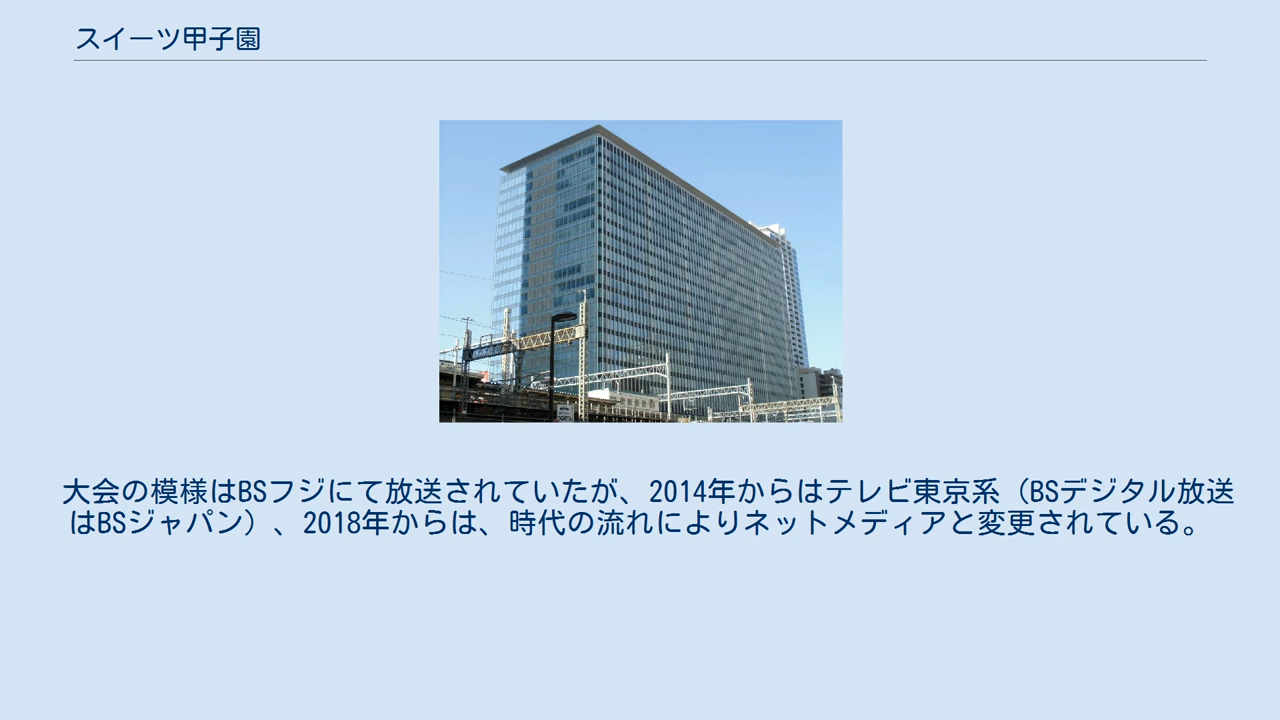 スイーツ甲子園
大会の模様はBSフジにて放送されていたが、2014年からはテレビ東京系（BSデジタル放送
はBSジャパン）、2018年からは、時代の流れによりネットメディアと変更されている。